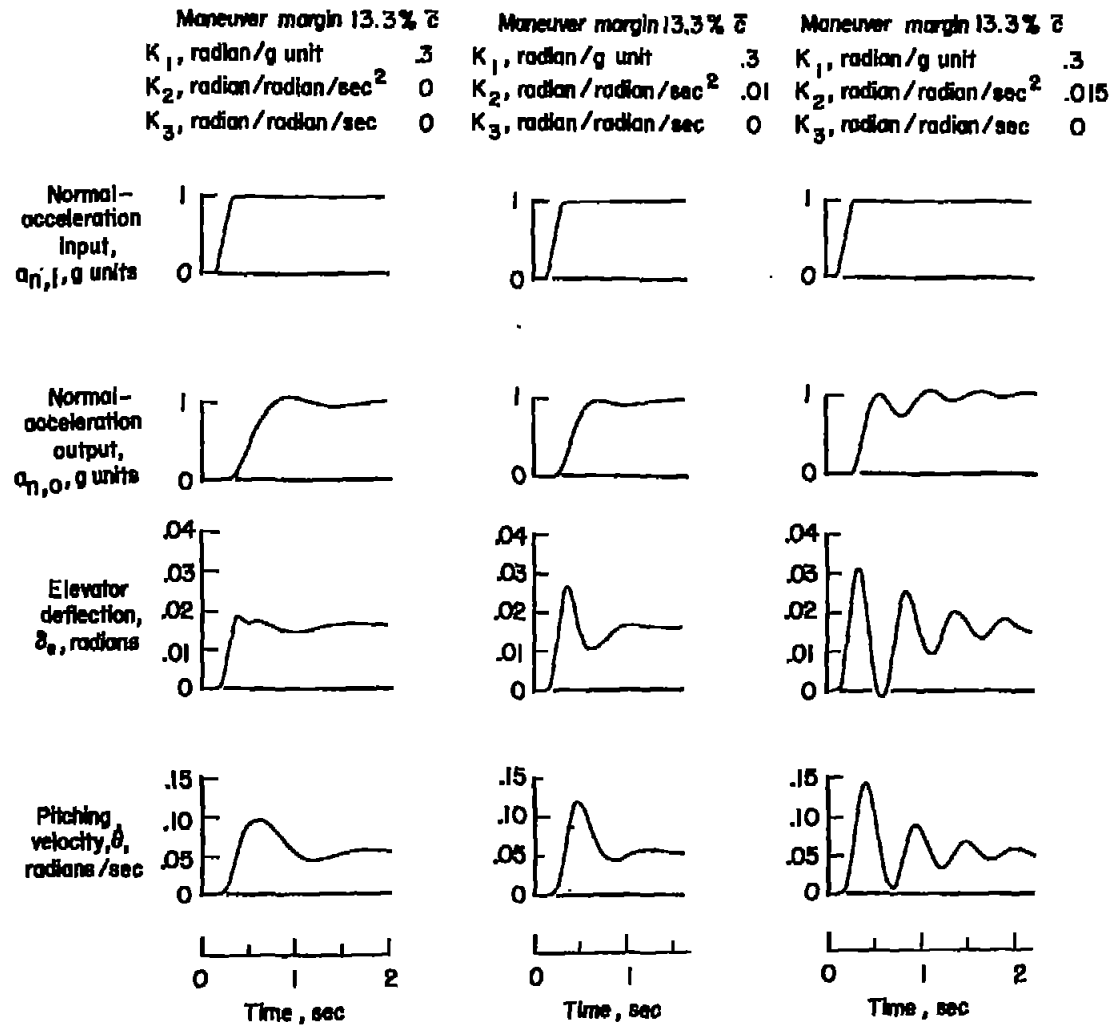 Maneuver margin 13.3% c̄
K1, radian/g unit .3
K2, radian/radian/sec² 0
K3, radian/radian/sec 0
Maneuver margin 13.3% c̄
K1, radian/g unit .3
K2, radian/radian/sec² .01
K3, radian/radian/sec 0
Maneuver margin 13.3% c̄
K1, radian/g unit .3
K2, radian/radian/sec² .015
K3, radian/radian/sec 0
Normal-
acceleration
input,
an,i, g units
1
0
1
0
1
0
Normal-
acceleration
output,
an,o, g units
1
0
1
0
1
0
Elevator
deflection,
δe, radians
.04
.03
.02
.01
0
.04
.03
.02
.01
0
.04
.03
.02
.01
0
Pitching
velocity, θ̇,
radians/sec
.15
.10
.05
0
.15
.10
.05
0
.15
.10
.05
0
0 1 2
Time, sec
0 1
Time, sec
0 1 2
Time, sec